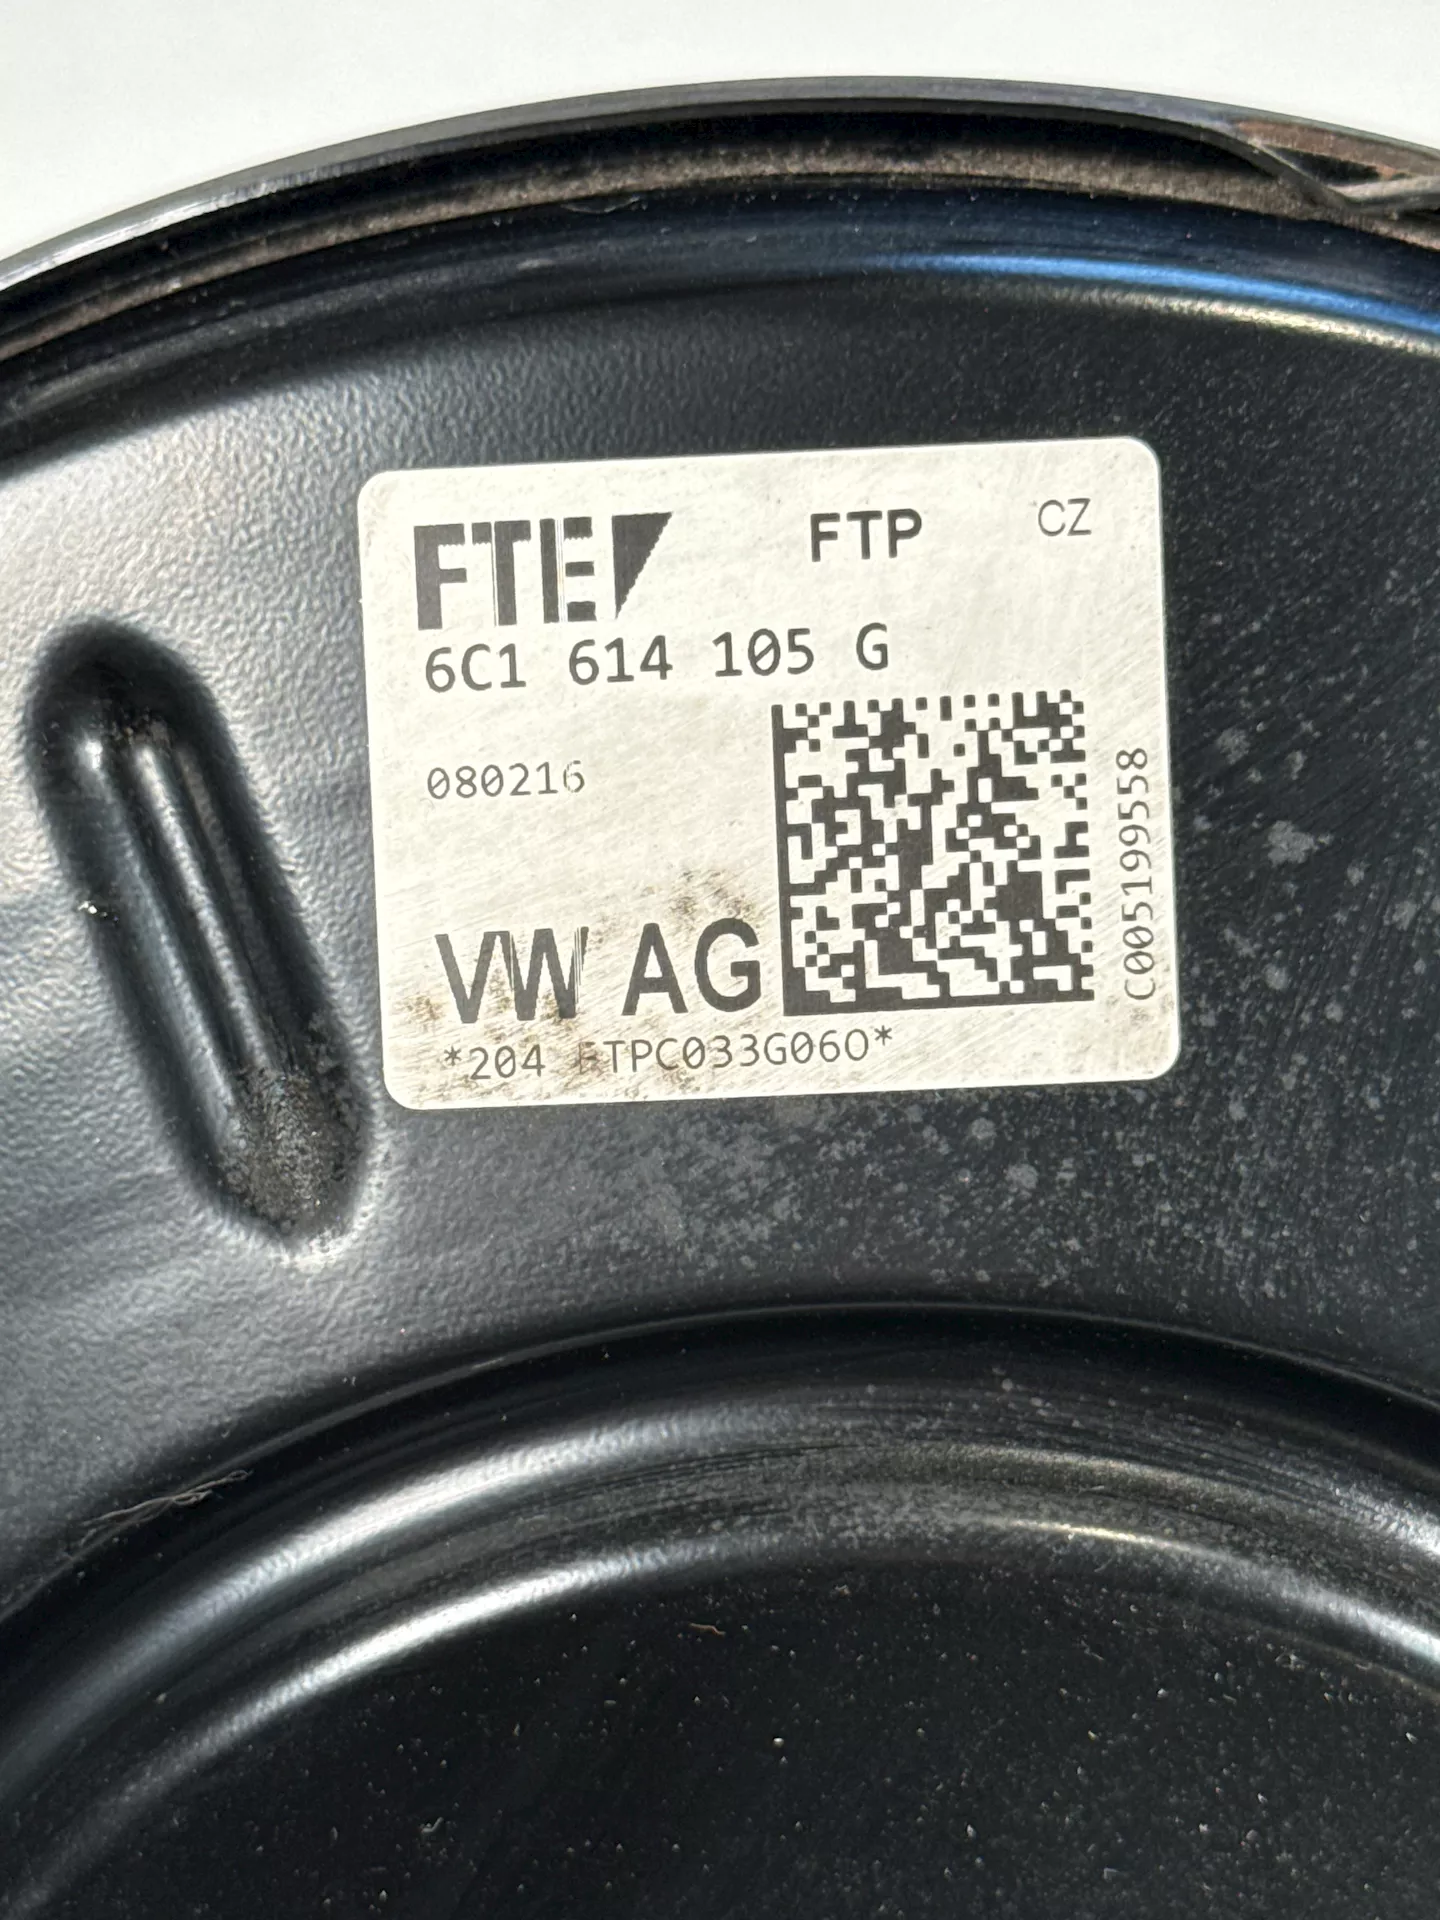 FTE FTP CZ
6C1 614 105 G
080216
C005199558
VW AG
*204 FTPC033G060*